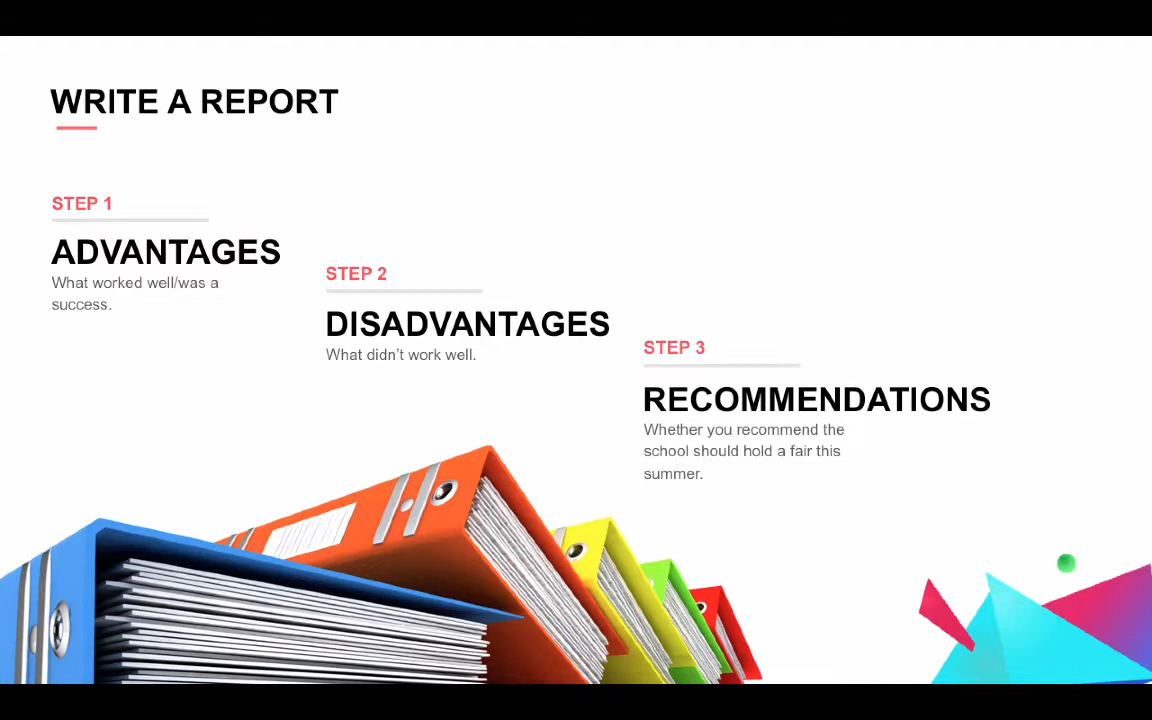 WRITE A REPORT
STEP 1
ADVANTAGES
What worked well/was a
success.
STEP 2
DISADVANTAGES
What didn’t work well.
STEP 3
RECOMMENDATIONS
Whether you recommend the
school should hold a fair this
summer.